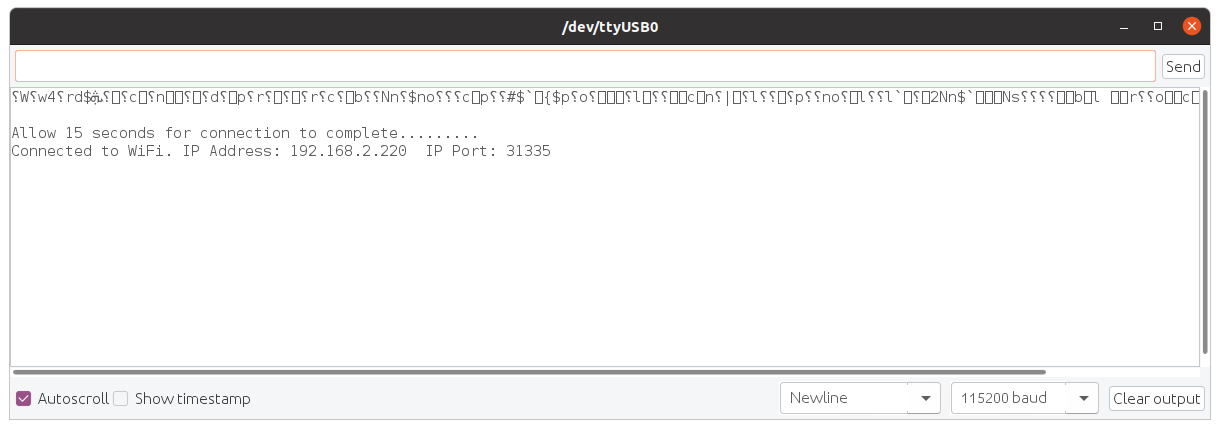 /dev/ttyUSB0
Send
Allow 15 seconds for connection to complete.........
Connected to WiFi. IP Address: 192.168.2.220  IP Port: 31335
Autoscroll
Show timestamp
Newline
115200 baud
Clear output